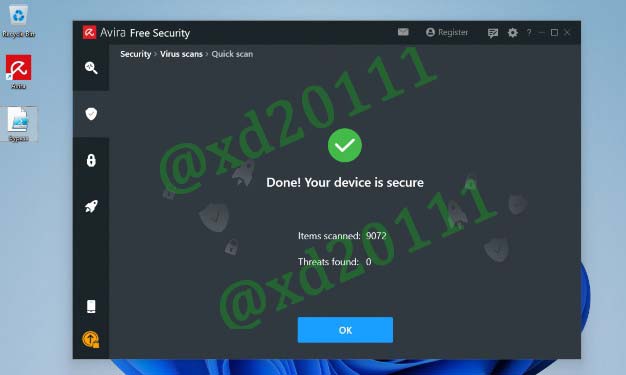 Recycle Bin
Avira
Bypass
Avira Free Security
Register
?
Security › Virus scans › Quick scan
@xd20111
Done! Your device is secure
Items scanned: 9072
Threats found: 0
@xd20111
OK